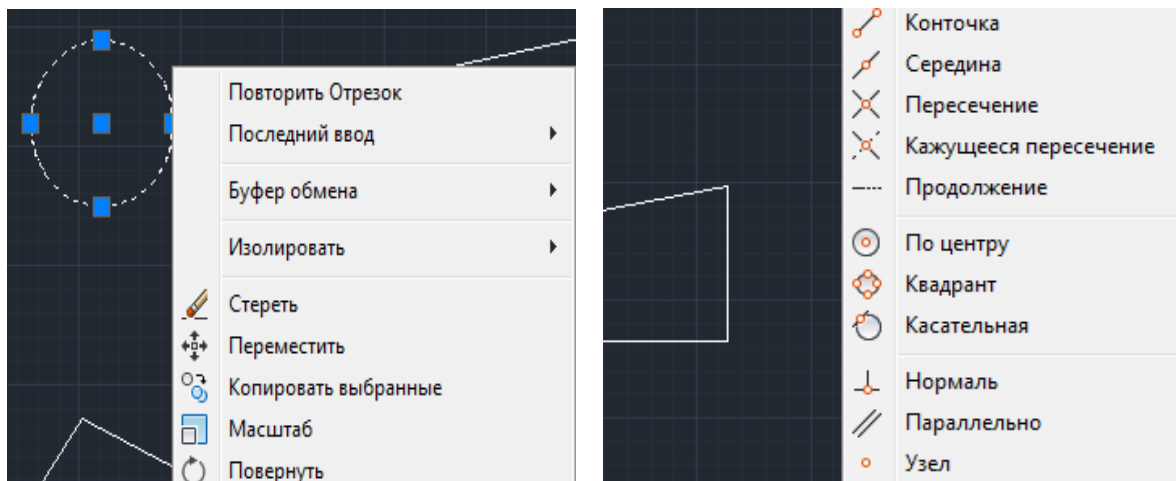 Повторить Отрезок
Последний ввод
Буфер обмена
Изолировать
Стереть
Переместить
Копировать выбранные
Масштаб
Повернуть
Конточка
Середина
Пересечение
Кажущееся пересечение
Продолжение
По центру
Квадрант
Касательная
Нормаль
Параллельно
Узел